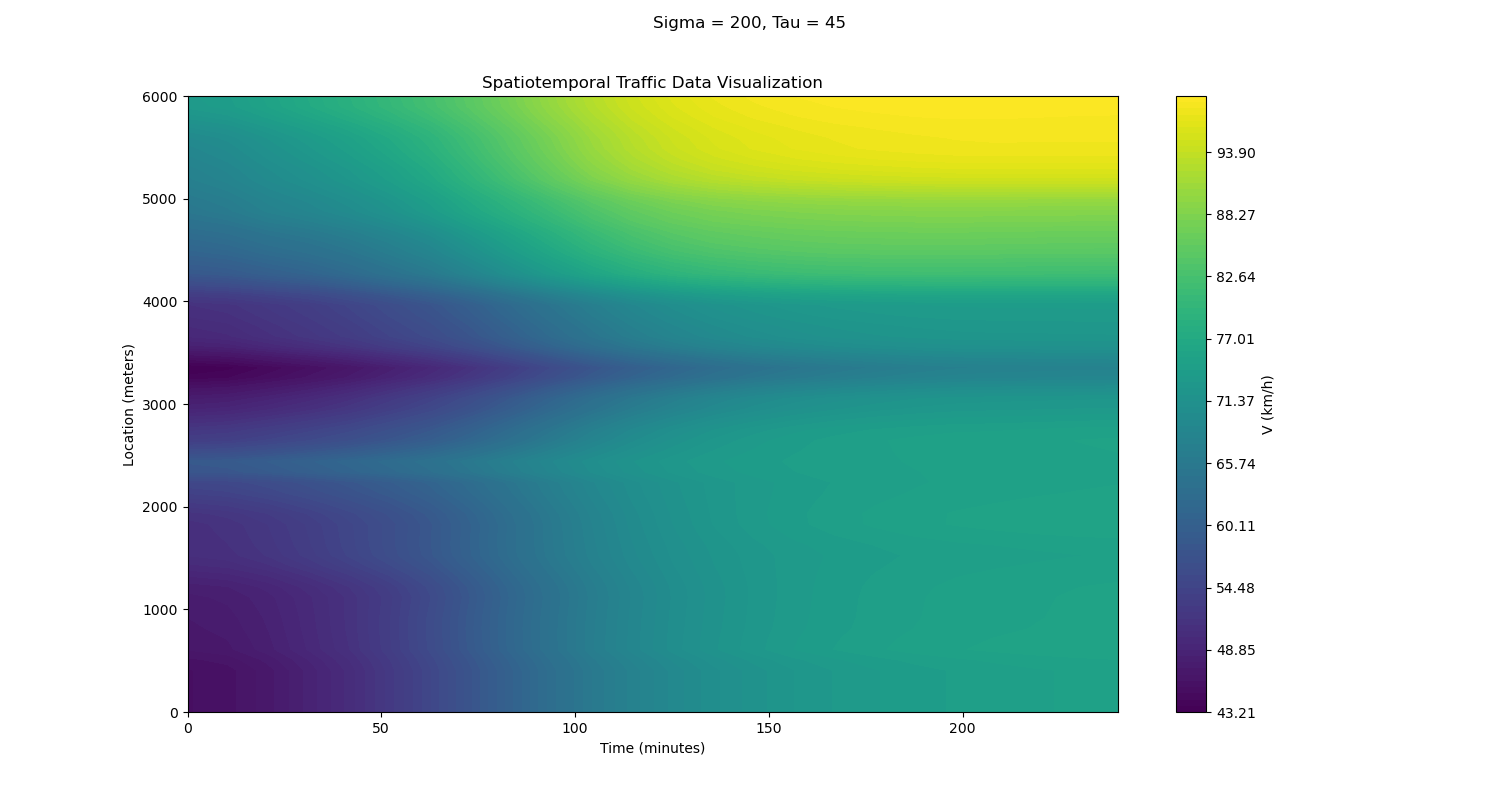 Sigma = 200, Tau = 45
Spatiotemporal Traffic Data Visualization
6000
5000
4000
3000
2000
1000
0
Location (meters)
0 50 100 150 200
Time (minutes)
93.90
88.27
82.64
77.01
71.37
65.74
60.11
54.48
48.85
43.21
V (km/h)